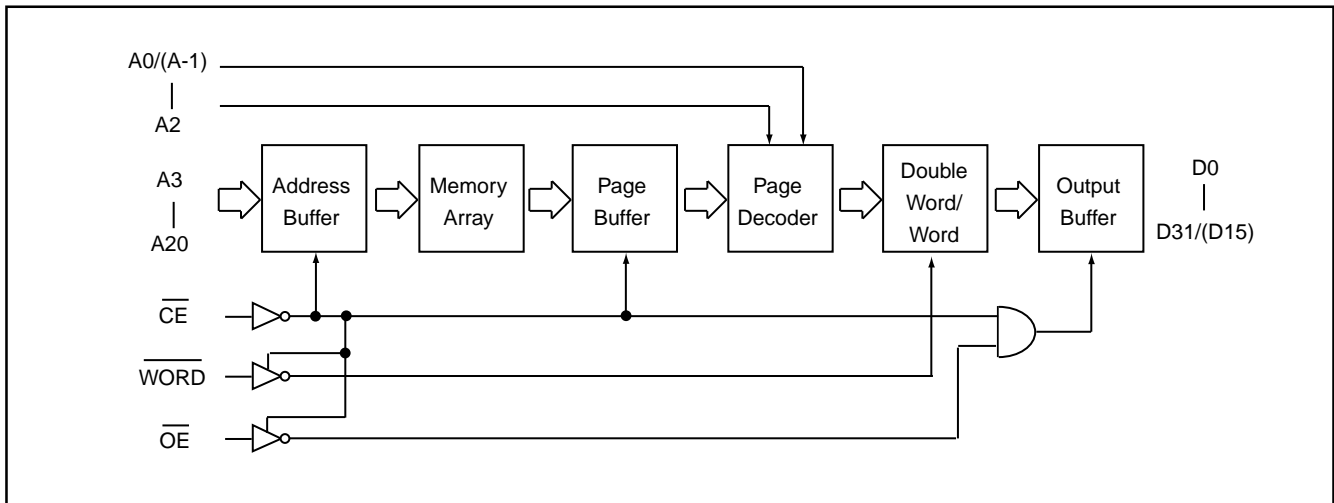 A0/(A-1)
A2
A3
A20
Address
Buffer
Memory
Array
Page
Buffer
Page
Decoder
Double
Word/
Word
Output
Buffer
D0
D31/(D15)
CE
WORD
OE